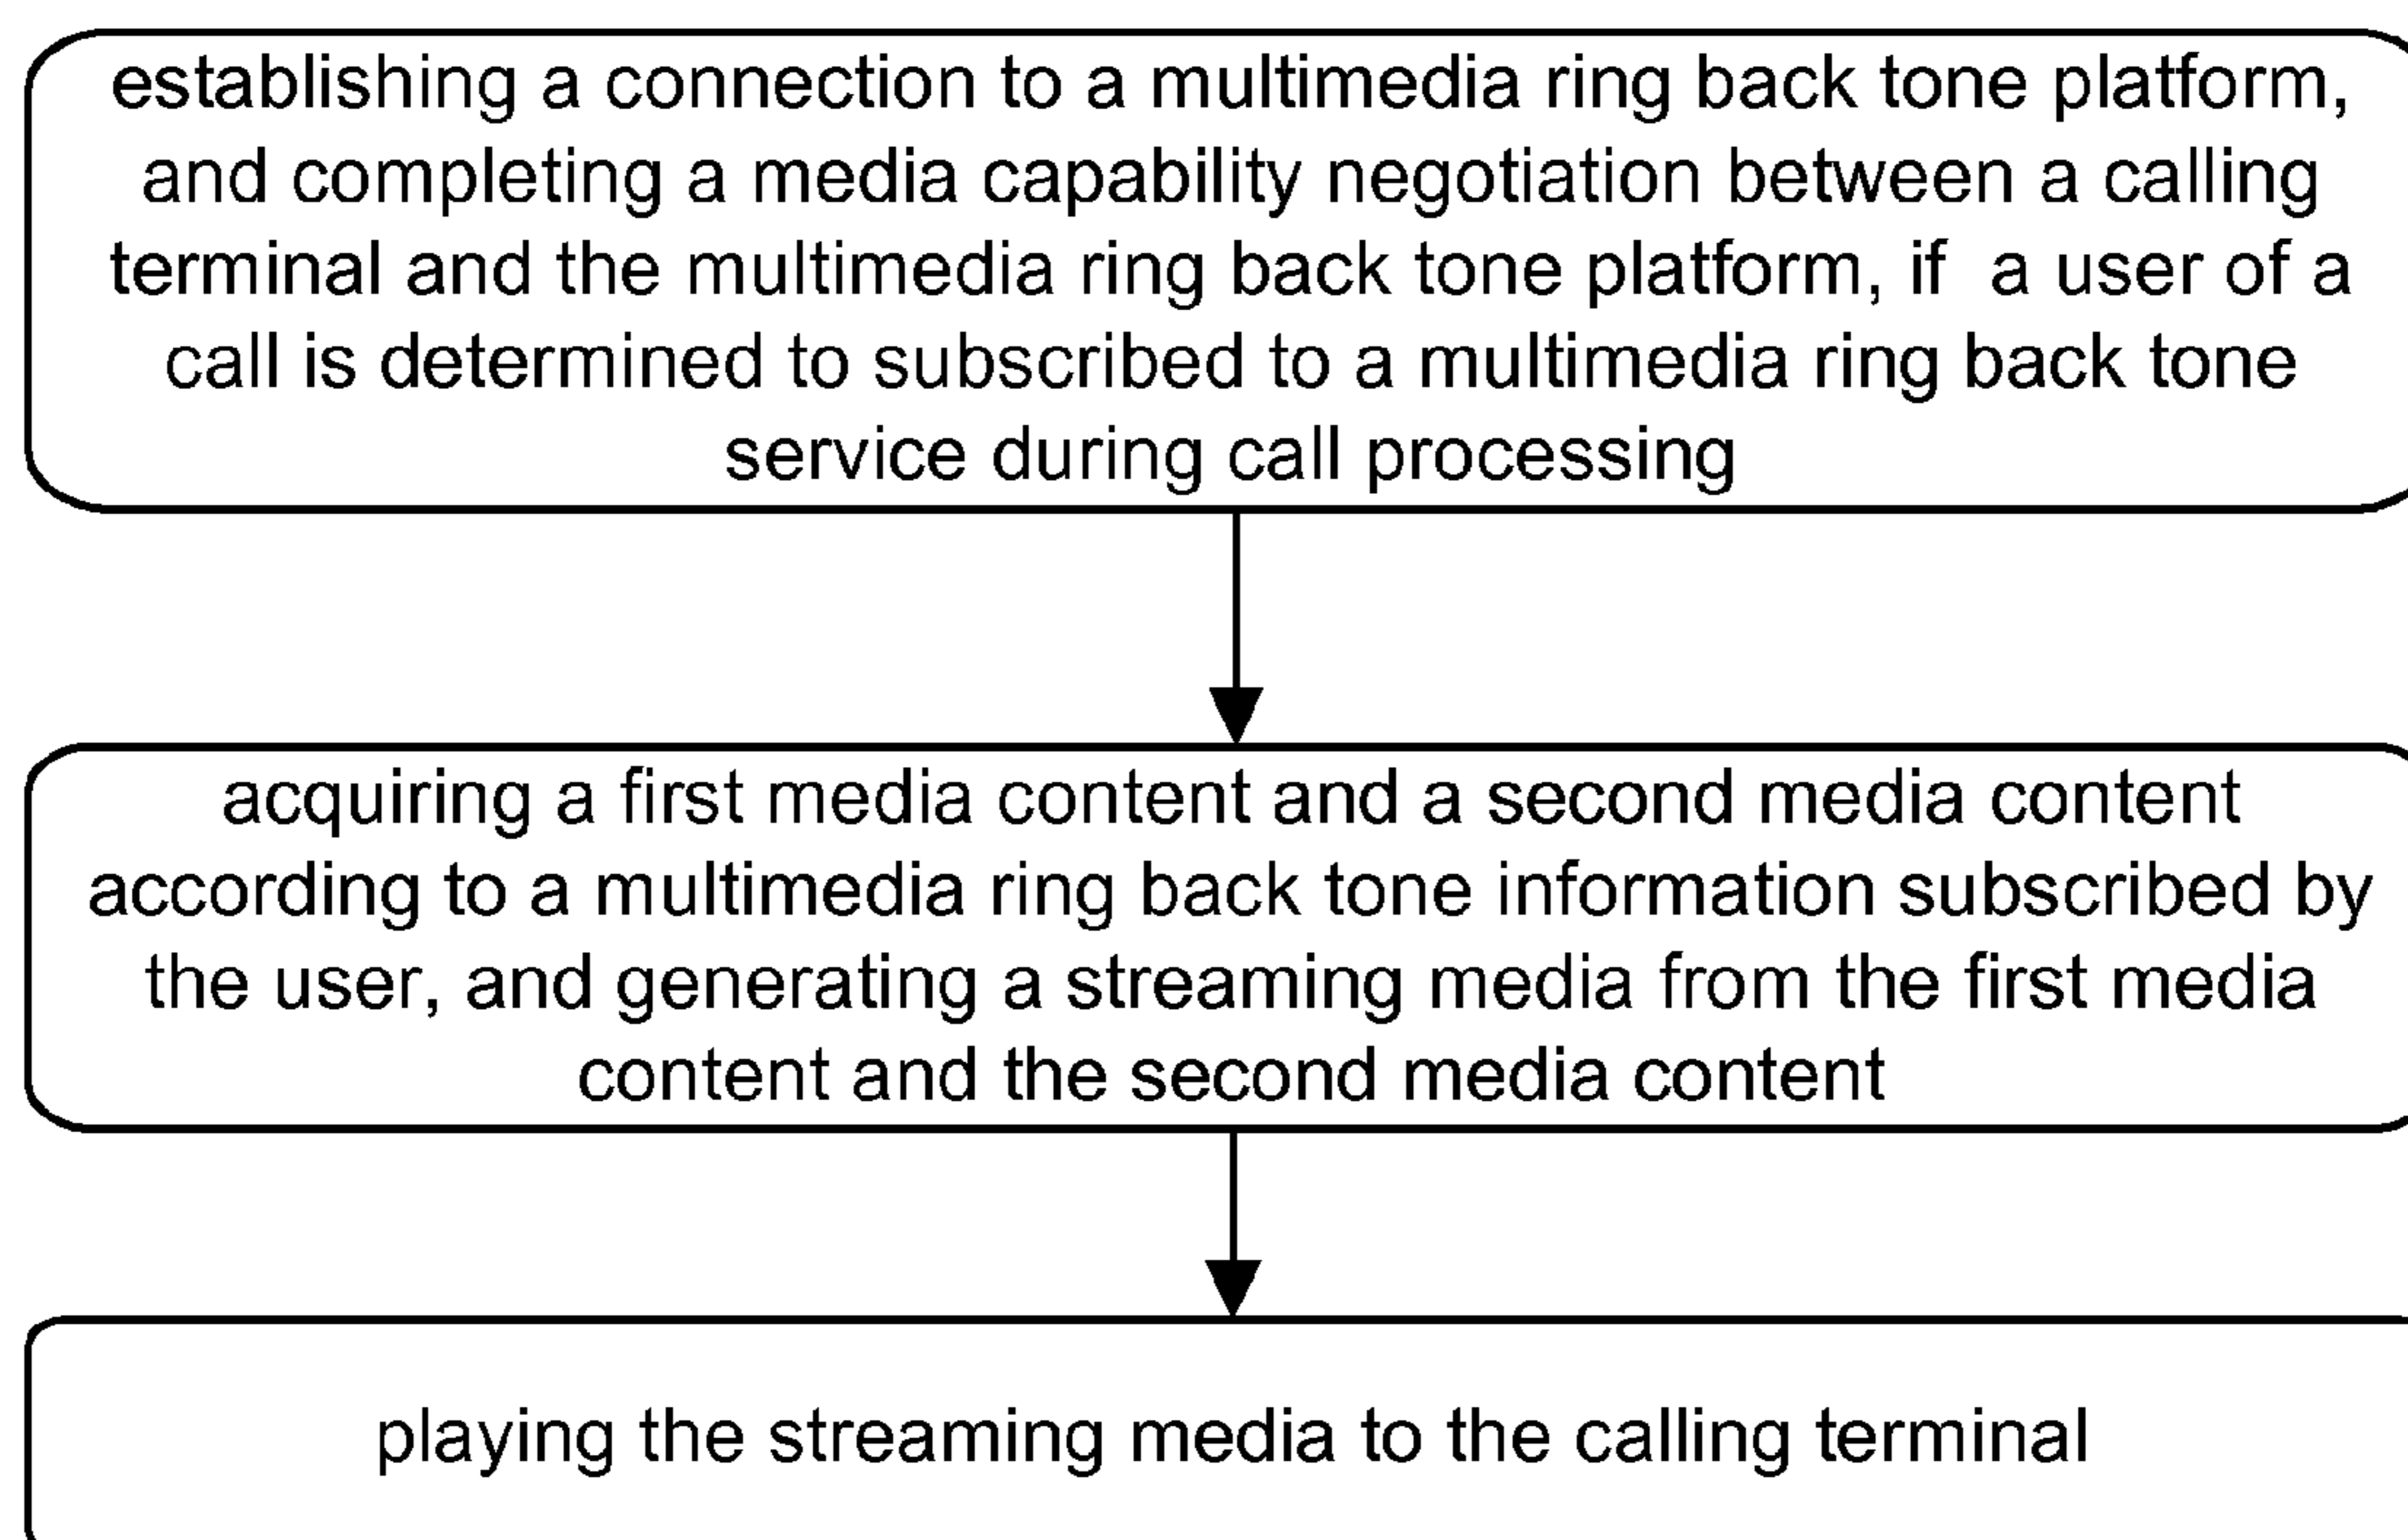 establishing a connection to a multimedia ring back tone platform,
and completing a media capability negotiation between a calling
terminal and the multimedia ring back tone platform, if a user of a
call is determined to subscribed to a multimedia ring back tone
service during call processing
acquiring a first media content and a second media content
according to a multimedia ring back tone information subscribed by
the user, and generating a streaming media from the first media
content and the second media content
playing the streaming media to the calling terminal